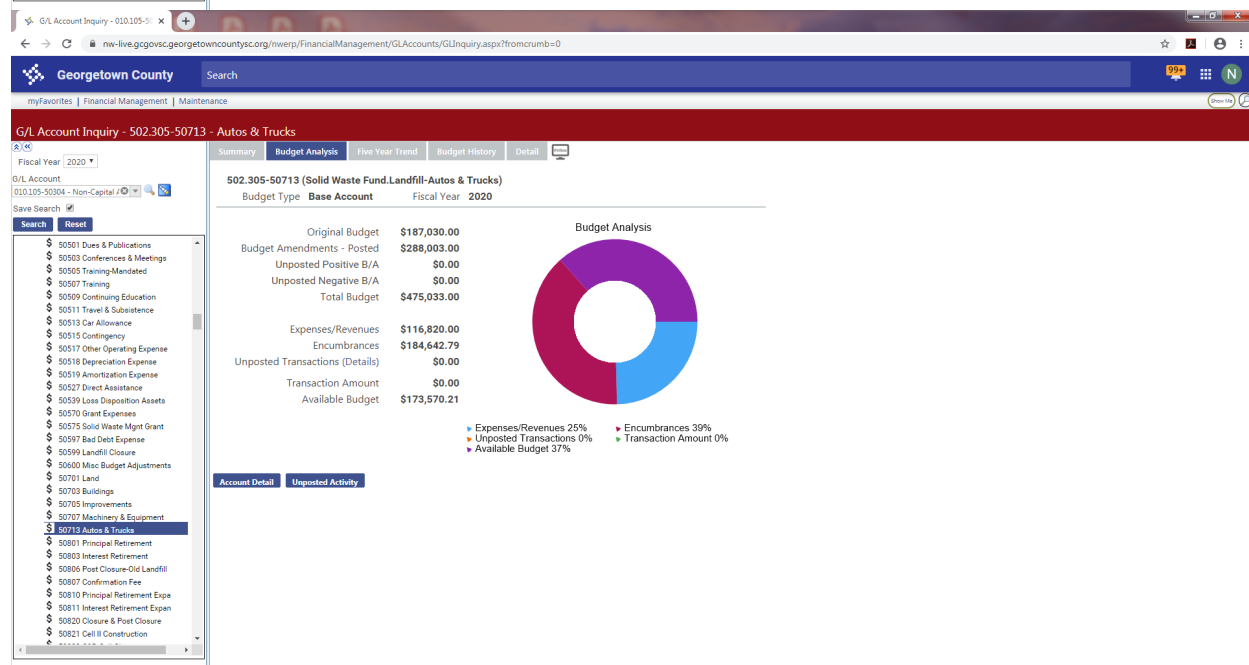 G/L Account Inquiry - 010.105-50
nw-live.gcgovsc.georgetowncountysc.org/nwerp/FinancialManagement/GLAccounts/GLInquiry.aspx?fromcrumb=0
Georgetown County Search 99+ N
myFavorites | Financial Management | Maintenance Show Me
G/L Account Inquiry - 502.305-50713 - Autos & Trucks
Fiscal Year 2020
G/L Account
010.105-50304 - Non-Capital
Save Search
Search Reset
$ 50501 Dues & Publications
$ 50503 Conferences & Meetings
$ 50505 Training-Mandated
$ 50507 Training
$ 50509 Continuing Education
$ 50511 Travel & Subsistence
$ 50513 Car Allowance
$ 50515 Contingency
$ 50517 Other Operating Expense
$ 50518 Depreciation Expense
$ 50519 Amortization Expense
$ 50527 Direct Assistance
$ 50539 Loss Disposition Assets
$ 50570 Grant Expenses
$ 50575 Solid Waste Mgnt Grant
$ 50597 Bad Debt Expense
$ 50599 Landfill Closure
$ 50600 Misc Budget Adjustments
$ 50701 Land
$ 50703 Buildings
$ 50705 Improvements
$ 50707 Machinery & Equipment
$ 50713 Autos & Trucks
$ 50801 Principal Retirement
$ 50803 Interest Retirement
$ 50806 Post Closure-Old Landfill
$ 50807 Confirmation Fee
$ 50810 Principal Retirement Expa
$ 50811 Interest Retirement Expan
$ 50820 Closure & Post Closure
$ 50821 Cell II Construction
Summary Budget Analysis Five Year Trend Budget History Detail
502.305-50713 (Solid Waste Fund.Landfill-Autos & Trucks)
Budget Type Base Account Fiscal Year 2020
Original Budget $187,030.00
Budget Amendments - Posted $288,003.00
Unposted Positive B/A $0.00
Unposted Negative B/A $0.00
Total Budget $475,033.00
Expenses/Revenues $116,820.00
Encumbrances $184,642.79
Unposted Transactions (Details) $0.00
Transaction Amount $0.00
Available Budget $173,570.21
Budget Analysis
Expenses/Revenues 25% Encumbrances 39%
Unposted Transactions 0% Transaction Amount 0%
Available Budget 37%
Account Detail Unposted Activity